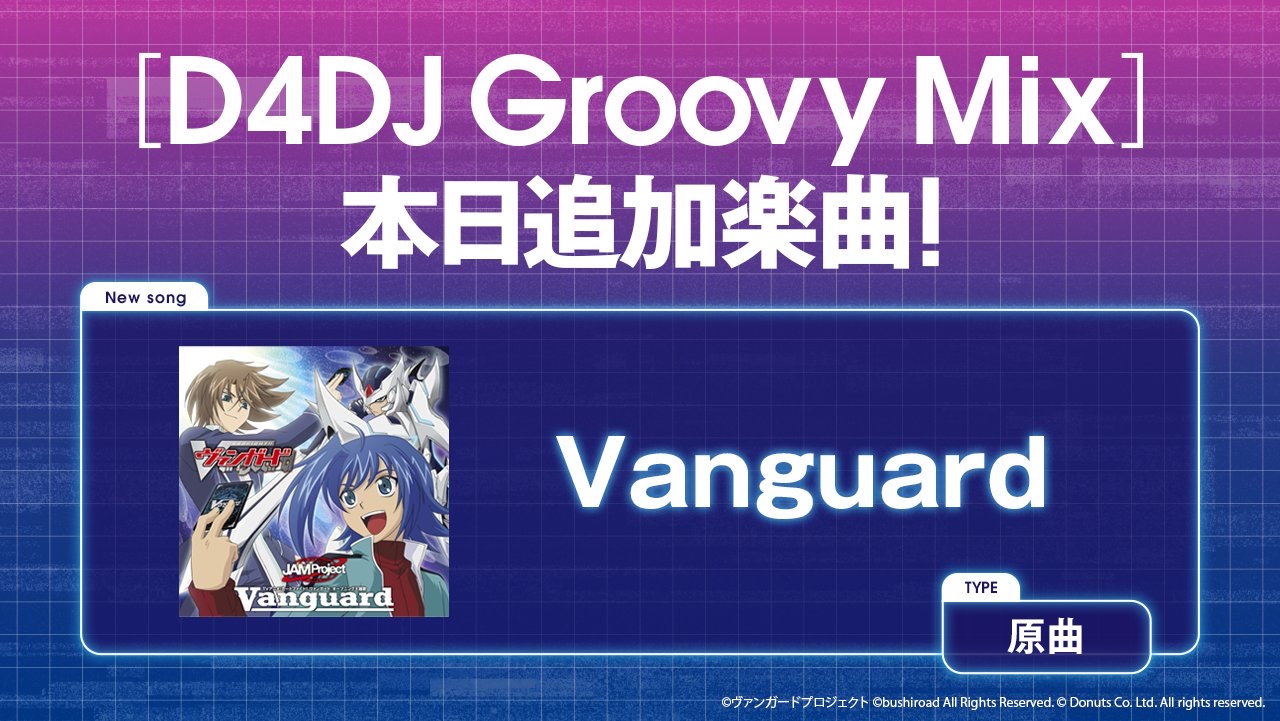 [D4DJ Groovy Mix]
本日追加楽曲!
New song
ヴァンガード
JAM Project
Vanguard
Vanguard
TYPE
原曲
©ヴァンガードプロジェクト ©bushiroad All Rights Reserved. © Donuts Co. Ltd. All rights reserved.